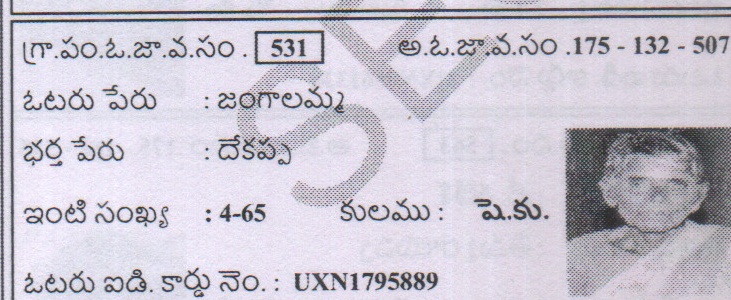 గ్రా.పం.ఓ.జా.వ.సం. 531 అ.ఓ.జా.వ.సం.175 - 132 - 507
ఓటరు పేరు : జంగాలమ్మ
భర్త పేరు : దేకప్ప
ఇంటి సంఖ్య : 4-65 కులము : షె.కు.
ఓటరు ఐడి. కార్డు నెం. : UXN1795889